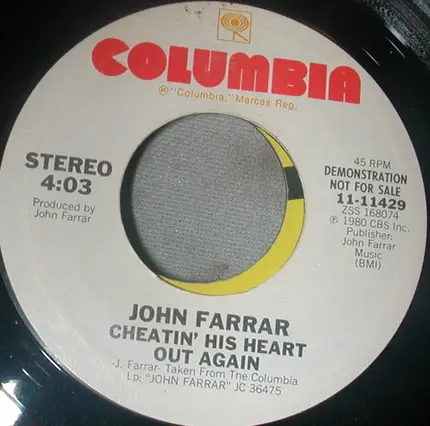 COLUMBIA
®"Columbia," Marcas Reg.
STEREO
4:03
Produced by
John Farrar
45 RPM
DEMONSTRATION
NOT FOR SALE
11-11429
ZSS 168074
℗ 1980 CBS Inc.
Publisher:
John Farrar
Music
(BMI)
JOHN FARRAR
CHEATIN' HIS HEART
OUT AGAIN
-J. Farrar- Taken From The Columbia
Lp: "JOHN FARRAR" JC 36475